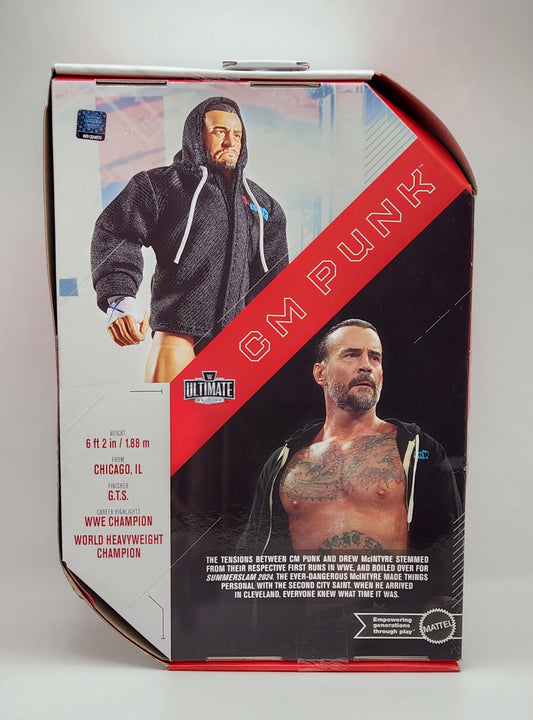 CM PUNK™
W
ULTIMATE
EDITION
HEIGHT
6 ft 2 in / 1.88 m
FROM
CHICAGO, IL
FINISHER
G.T.S.
CAREER HIGHLIGHTS
WWE CHAMPION
WORLD HEAVYWEIGHT
CHAMPION
THE TENSIONS BETWEEN CM PUNK AND DREW McINTYRE STEMMED
FROM THEIR RESPECTIVE FIRST RUNS IN WWE, AND BOILED OVER FOR
SUMMERSLAM 2024. THE EVER-DANGEROUS McINTYRE MADE THINGS
PERSONAL WITH THE SECOND CITY SAINT. WHEN HE ARRIVED
IN CLEVELAND, EVERYONE KNEW WHAT TIME IT WAS.
Empowering
generations
through play™
MATTEL